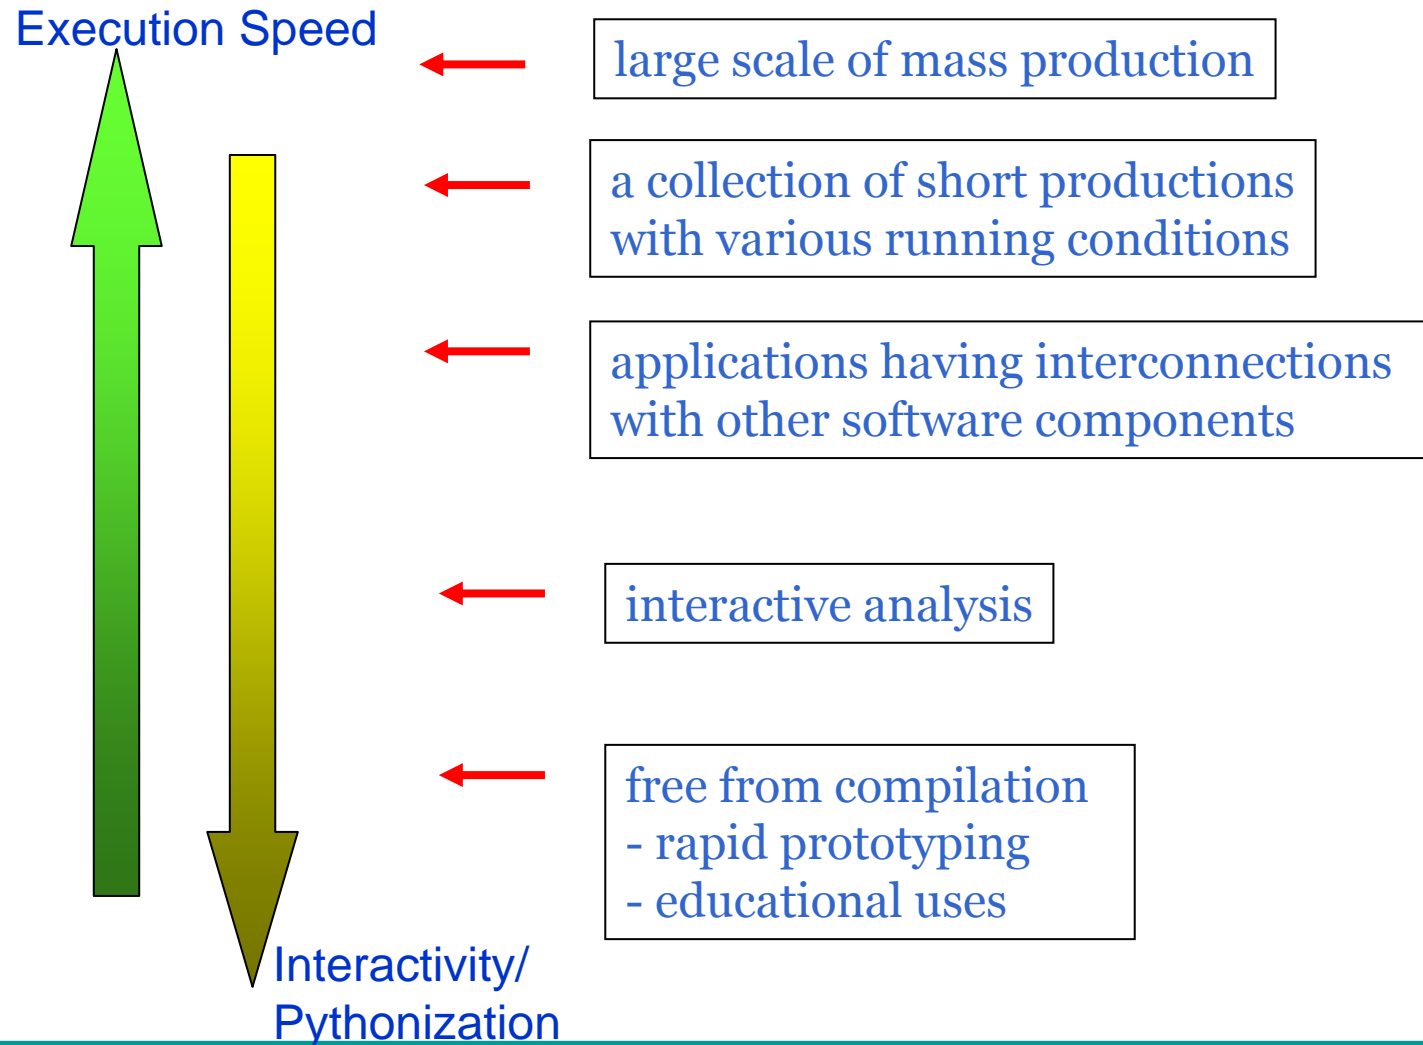 Execution Speed
large scale of mass production
a collection of short productions
with various running conditions
applications having interconnections
with other software components
interactive analysis
free from compilation
- rapid prototyping
- educational uses
Interactivity/
Pythonization